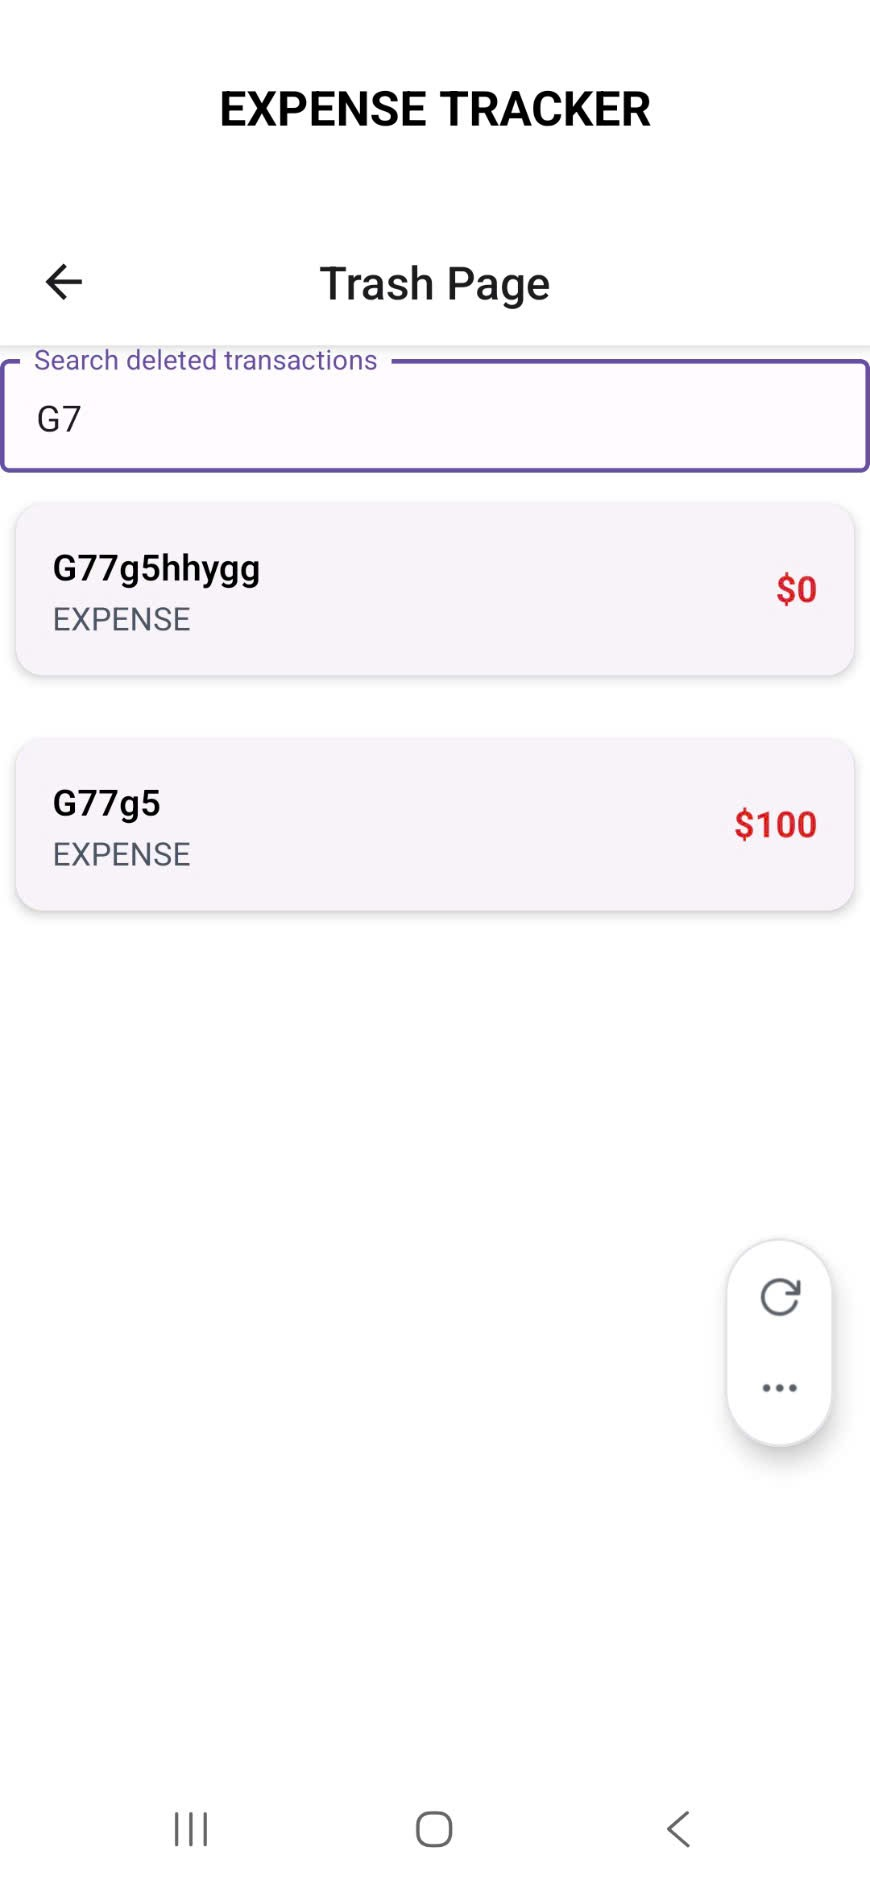 EXPENSE TRACKER
Trash Page
Search deleted transactions
G7
G77g5hhygg
$0
EXPENSE
G77g5
$100
EXPENSE